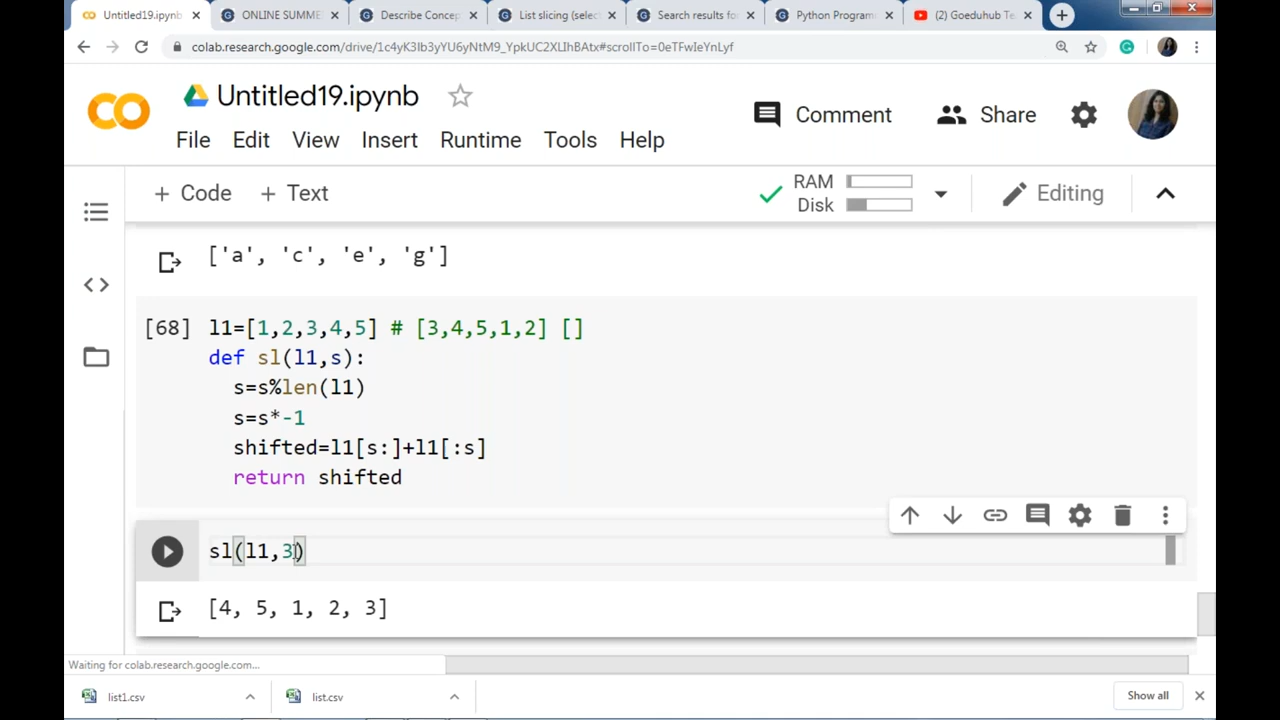 Untitled19.ipynb
ONLINE SUMME
Describe Concep
List slicing (selec
Search results fo
Python Program
(2) Goeduhub Te
colab.research.google.com/drive/1c4yK3Ib3yYU6yNtM9_YpkUC2XLIhBAtx#scrollTo=0eTFwIeYnLyf
CO Untitled19.ipynb
Comment Share
File Edit View Insert Runtime Tools Help
+ Code + Text
RAM
Disk
Editing
['a', 'c', 'e', 'g']
[68] l1=[1,2,3,4,5] # [3,4,5,1,2] []
def sl(l1,s):
s=s%len(l1)
s=s*-1
shifted=l1[s:]+l1[:s]
return shifted
sl(l1,3)
[4, 5, 1, 2, 3]
Waiting for colab.research.google.com...
list1.csv
list.csv
Show all